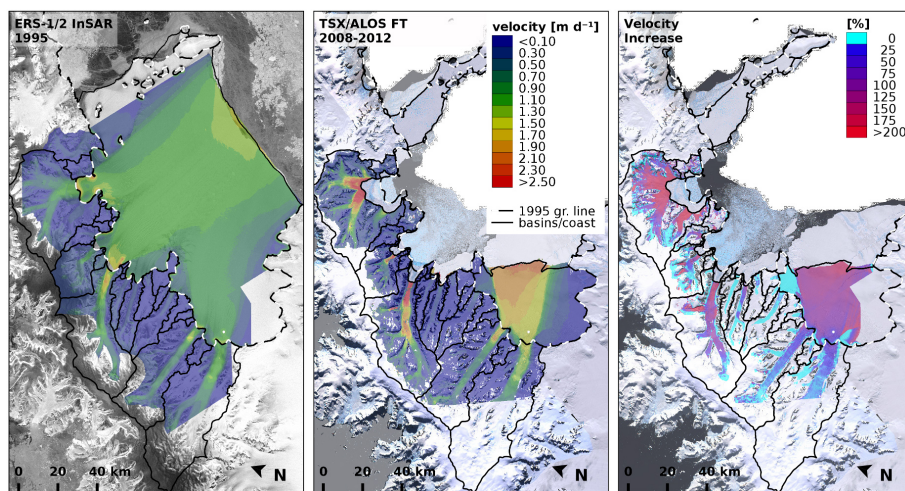 ERS-1/2 InSAR
1995
0 20 40 km
N
TSX/ALOS FT
2008-2012
velocity [m d⁻¹]
<0.10
0.30
0.50
0.70
0.90
1.10
1.30
1.50
1.70
1.90
2.10
2.30
>2.50
1995 gr. line
basins/coast
0 20 40 km
N
Velocity
Increase
[%]
0
25
50
75
100
125
150
175
>200
0 20 40 km
N